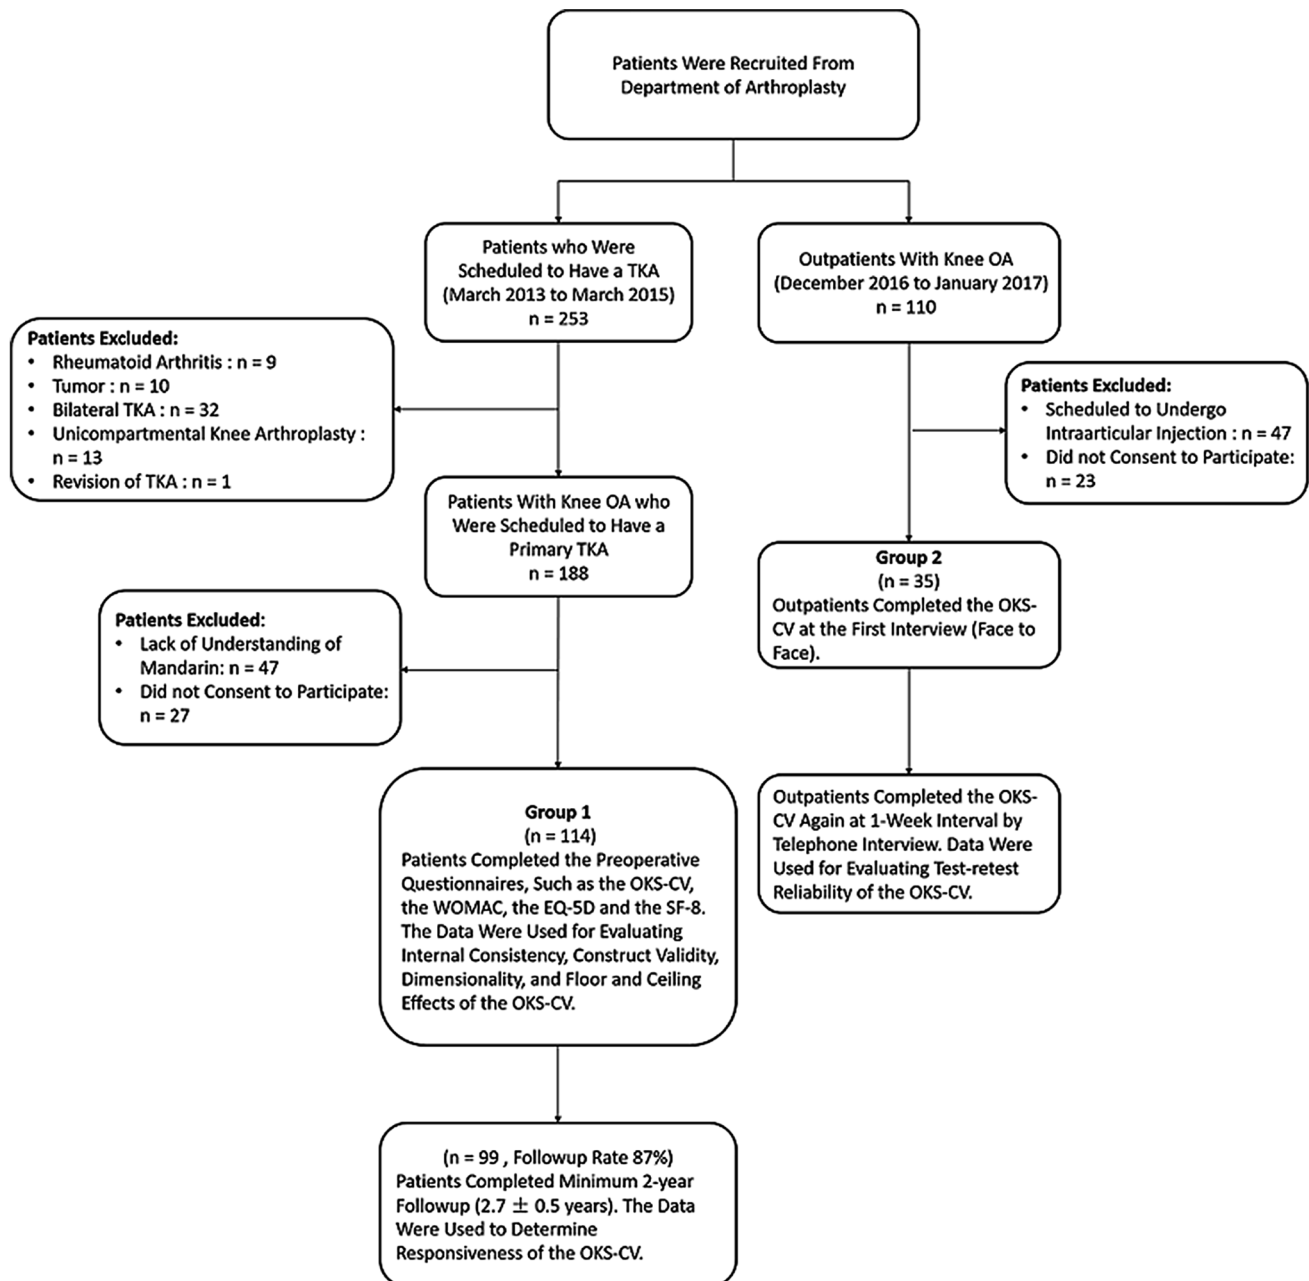 Patients Were Recruited From
Department of Arthroplasty
Patients who Were
Scheduled to Have a TKA
(March 2013 to March 2015)
n = 253
Outpatients With Knee OA
(December 2016 to January 2017)
n = 110
Patients Excluded:
• Rheumatoid Arthritis : n = 9
• Tumor : n = 10
• Bilateral TKA : n = 32
• Unicompartmental Knee Arthroplasty :
n = 13
• Revision of TKA : n = 1
Patients Excluded:
• Scheduled to Undergo
Intraarticular Injection : n = 47
• Did not Consent to Participate:
n = 23
Patients With Knee OA who
Were Scheduled to Have a
Primary TKA
n = 188
Group 2
(n = 35)
Outpatients Completed the OKS-
CV at the First Interview (Face to
Face).
Patients Excluded:
• Lack of Understanding of
Mandarin: n = 47
• Did not Consent to Participate:
n = 27
Group 1
(n = 114)
Patients Completed the Preoperative
Questionnaires, Such as the OKS-CV,
the WOMAC, the EQ-5D and the SF-8.
The Data Were Used for Evaluating
Internal Consistency, Construct Validity,
Dimensionality, and Floor and Ceiling
Effects of the OKS-CV.
Outpatients Completed the OKS-
CV Again at 1-Week Interval by
Telephone Interview. Data Were
Used for Evaluating Test-retest
Reliability of the OKS-CV.
(n = 99 , Followup Rate 87%)
Patients Completed Minimum 2-year
Followup (2.7 ± 0.5 years). The Data
Were Used to Determine
Responsiveness of the OKS-CV.